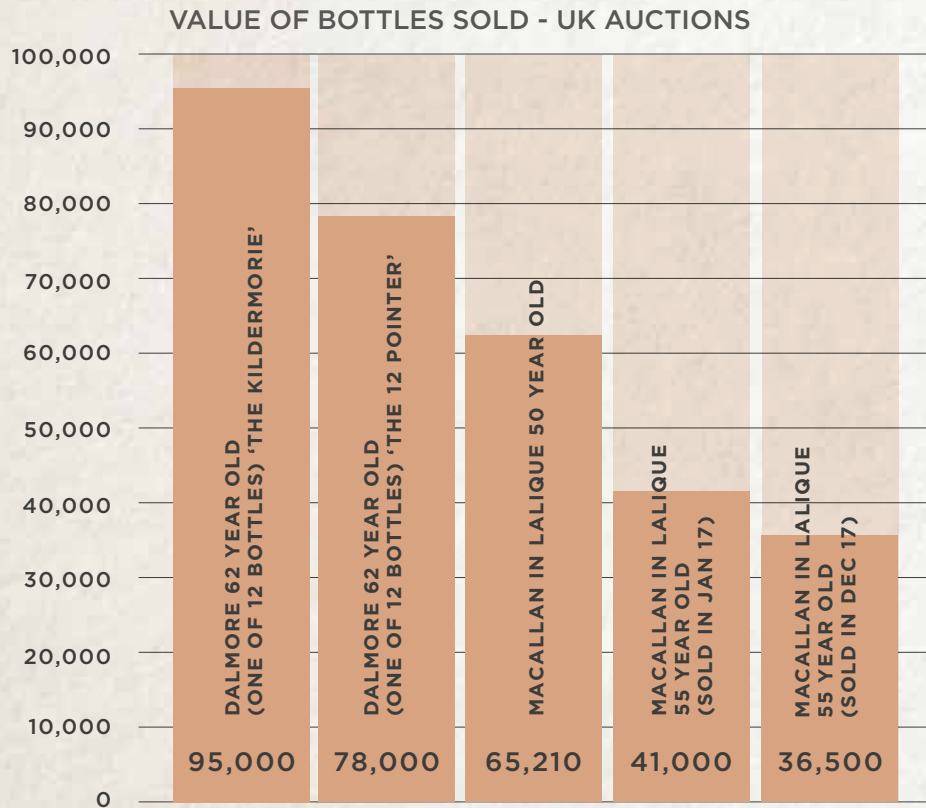 VALUE OF BOTTLES SOLD - UK AUCTIONS
100,000
90,000
80,000
70,000
60,000
50,000
40,000
30,000
20,000
10,000
0
DALMORE 62 YEAR OLD
(ONE OF 12 BOTTLES) ‘THE KILDERMORIE’
95,000
DALMORE 62 YEAR OLD
(ONE OF 12 BOTTLES) ‘THE 12 POINTER’
78,000
MACALLAN IN LALIQUE 50 YEAR OLD
65,210
MACALLAN IN LALIQUE
55 YEAR OLD
(SOLD IN JAN 17)
41,000
MACALLAN IN LALIQUE
55 YEAR OLD
(SOLD IN DEC 17)
36,500